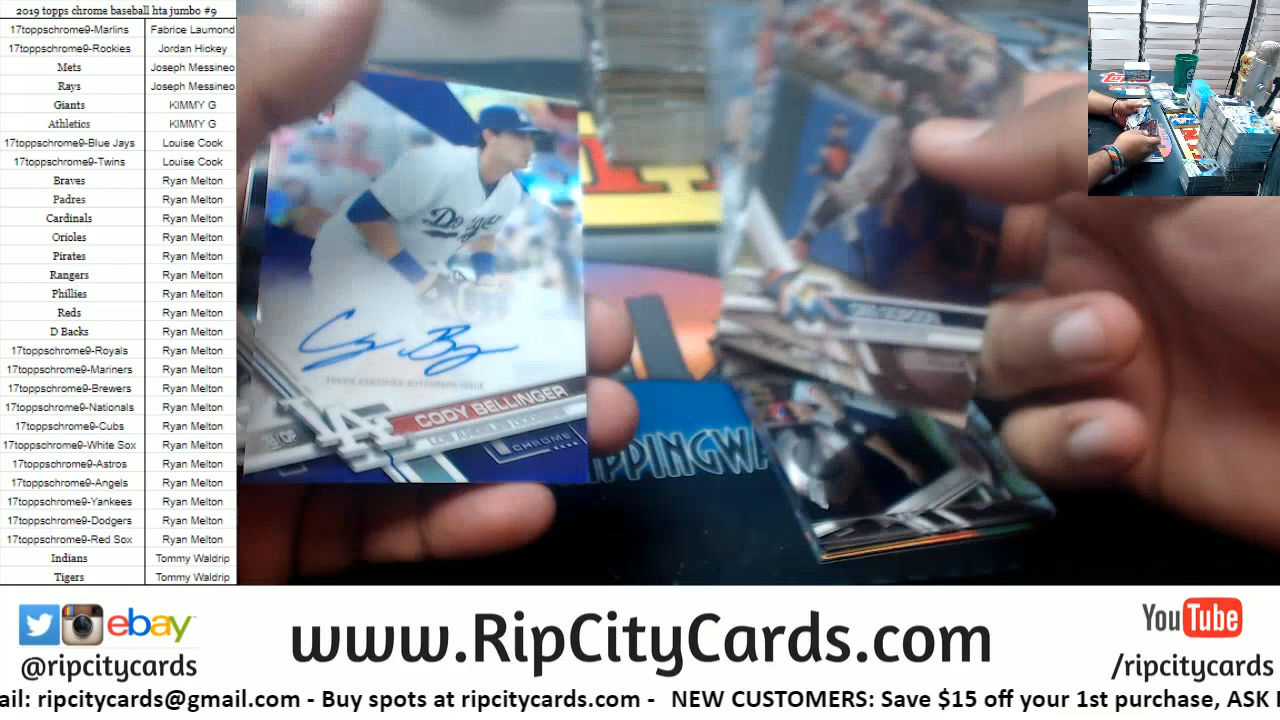 2019 topps chrome baseball hta jumbo #9
17toppschrome9-Marlins Fabrice Laumond
17toppschrome9-Rockies Jordan Hickey
Mets Joseph Messineo
Rays Joseph Messineo
Giants KIMMY G
Athletics KIMMY G
17toppschrome9-Blue Jays Louise Cook
17toppschrome9-Twins Louise Cook
Braves Ryan Melton
Padres Ryan Melton
Cardinals Ryan Melton
Orioles Ryan Melton
Pirates Ryan Melton
Rangers Ryan Melton
Phillies Ryan Melton
Reds Ryan Melton
D Backs Ryan Melton
17toppschrome9-Royals Ryan Melton
17toppschrome9-Mariners Ryan Melton
17toppschrome9-Brewers Ryan Melton
17toppschrome9-Nationals Ryan Melton
17toppschrome9-Cubs Ryan Melton
17toppschrome9-White Sox Ryan Melton
17toppschrome9-Astros Ryan Melton
17toppschrome9-Angels Ryan Melton
17toppschrome9-Yankees Ryan Melton
17toppschrome9-Dodgers Ryan Melton
17toppschrome9-Red Sox Ryan Melton
Indians Tommy Waldrip
Tigers Tommy Waldrip
Dodgers
TOPPS CERTIFIED AUTOGRAPH ISSUE
LA
CODY BELLINGER
CHROME
PPINGWA
ebay
@ripcitycards
www.RipCityCards.com
YouTube
/ripcitycards
ail: ripcitycards@gmail.com - Buy spots at ripcitycards.com - NEW CUSTOMERS: Save $15 off your 1st purchase, ASK